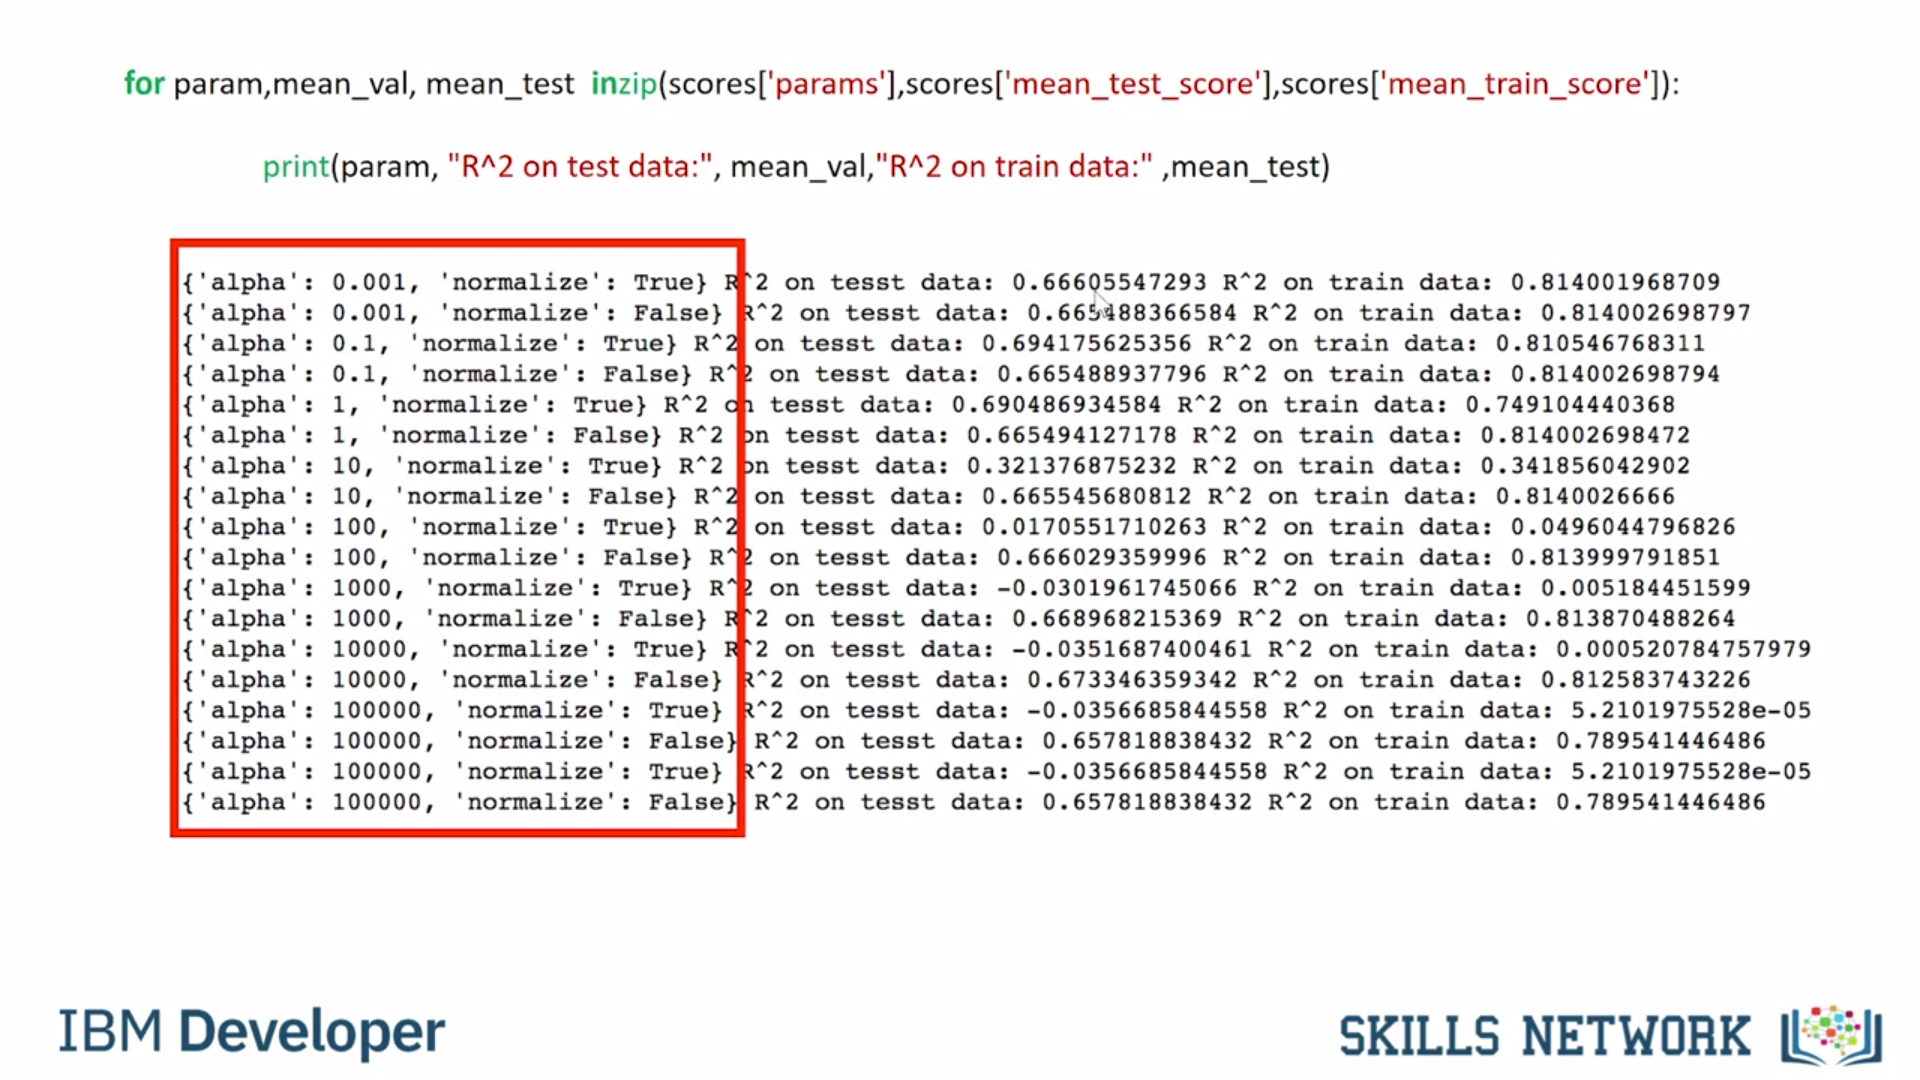 for param,mean_val, mean_test inzip(scores['params'],scores['mean_test_score'],scores['mean_train_score']):
print(param, "R^2 on test data:", mean_val,"R^2 on train data:" ,mean_test)
{'alpha': 0.001, 'normalize': True} R^2 on tesst data: 0.66605547293 R^2 on train data: 0.814001968709
{'alpha': 0.001, 'normalize': False} R^2 on tesst data: 0.665488366584 R^2 on train data: 0.814002698797
{'alpha': 0.1, 'normalize': True} R^2 on tesst data: 0.694175625356 R^2 on train data: 0.810546768311
{'alpha': 0.1, 'normalize': False} R^2 on tesst data: 0.665488937796 R^2 on train data: 0.814002698794
{'alpha': 1, 'normalize': True} R^2 on tesst data: 0.690486934584 R^2 on train data: 0.749104440368
{'alpha': 1, 'normalize': False} R^2 on tesst data: 0.665494127178 R^2 on train data: 0.814002698472
{'alpha': 10, 'normalize': True} R^2 on tesst data: 0.321376875232 R^2 on train data: 0.341856042902
{'alpha': 10, 'normalize': False} R^2 on tesst data: 0.665545680812 R^2 on train data: 0.8140026666
{'alpha': 100, 'normalize': True} R^2 on tesst data: 0.0170551710263 R^2 on train data: 0.0496044796826
{'alpha': 100, 'normalize': False} R^2 on tesst data: 0.666029359996 R^2 on train data: 0.813999791851
{'alpha': 1000, 'normalize': True} R^2 on tesst data: -0.0301961745066 R^2 on train data: 0.005184451599
{'alpha': 1000, 'normalize': False} R^2 on tesst data: 0.668968215369 R^2 on train data: 0.813870488264
{'alpha': 10000, 'normalize': True} R^2 on tesst data: -0.0351687400461 R^2 on train data: 0.000520784757979
{'alpha': 10000, 'normalize': False} R^2 on tesst data: 0.673346359342 R^2 on train data: 0.812583743226
{'alpha': 100000, 'normalize': True} R^2 on tesst data: -0.0356685844558 R^2 on train data: 5.2101975528e-05
{'alpha': 100000, 'normalize': False} R^2 on tesst data: 0.657818838432 R^2 on train data: 0.789541446486
{'alpha': 100000, 'normalize': True} R^2 on tesst data: -0.0356685844558 R^2 on train data: 5.2101975528e-05
{'alpha': 100000, 'normalize': False} R^2 on tesst data: 0.657818838432 R^2 on train data: 0.789541446486
IBM Developer
SKILLS NETWORK